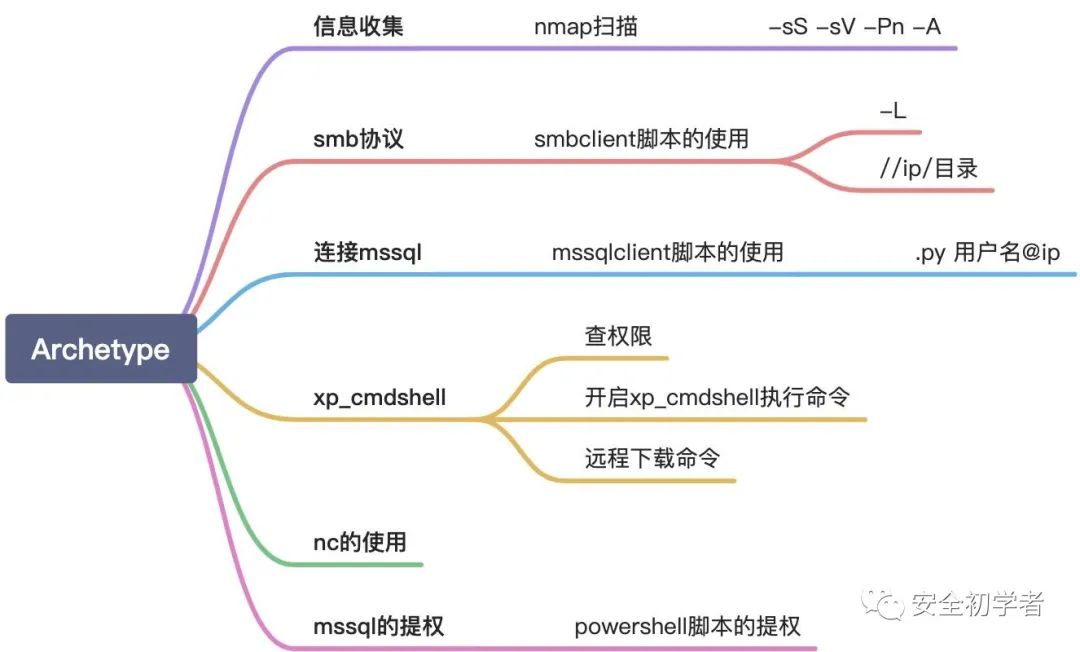 信息收集 nmap扫描 -sS -sV -Pn -A
-L
smb协议 smbclient脚本的使用
//ip/目录
连接mssql mssqlclient脚本的使用 .py 用户名@ip
查权限
Archetype
xp_cmdshell 开启xp_cmdshell执行命令
远程下载命令
nc的使用
安全初学者
mssql的提权 powershell脚本的提权